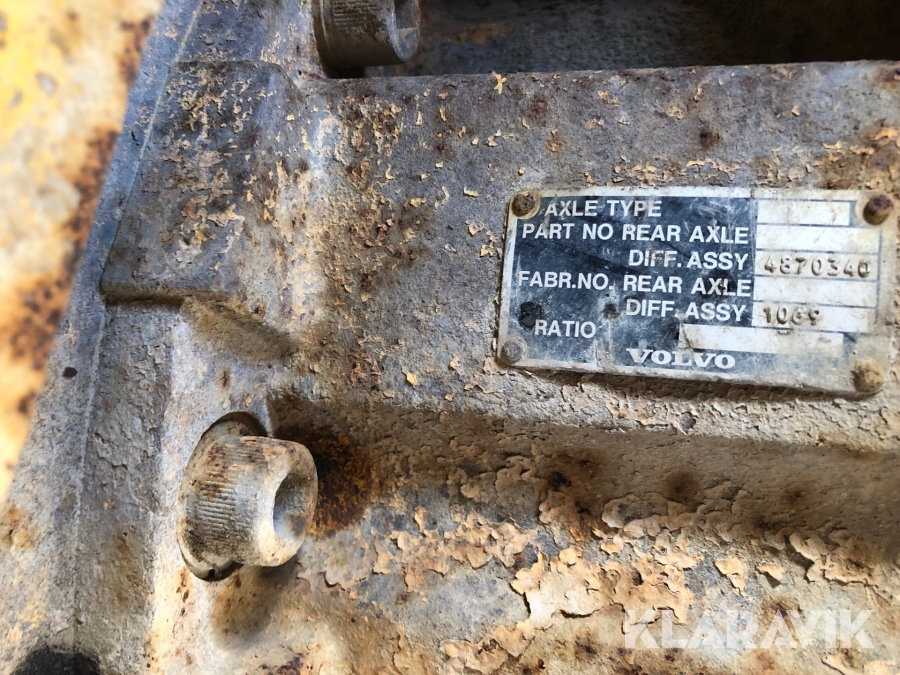 AXLE TYPE
PART NO REAR AXLE
DIFF. ASSY 4870340
FABR.NO. REAR AXLE
DIFF. ASSY 1069
RATIO
VOLVO
KLARAVIK